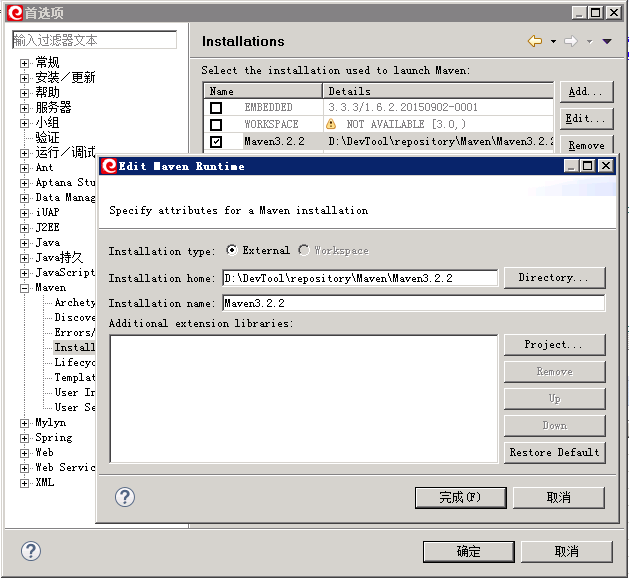 首选项
输入过滤器文本
常规
安装／更新
帮助
服务器
小组
验证
运行／调试
Ant
Aptana Stu
Data Manag
iUAP
J2EE
Java
Java持久
JavaScript
Maven
Archety
Discove
Errors/
Install
Lifecyc
Templat
User In
User Se
Mylyn
Spring
Web
Web Servic
XML
Installations
Select the installation used to launch Maven:
Name Details
EMBEDDED 3.3.3/1.6.2.20150902-0001
WORKSPACE NOT AVAILABLE [3.0,)
Maven3.2.2 D:\DevTool\repository\Maven\Maven3.2.2
Add...
Edit...
Remove
Edit Maven Runtime
Specify attributes for a Maven installation
Installation type: External Workspace
Installation home: D:\DevTool\repository\Maven\Maven3.2.2 Directory...
Installation name: Maven3.2.2
Additional extension libraries:
Project...
Remove
Up
Down
Restore Default
完成(F) 取消
确定 取消